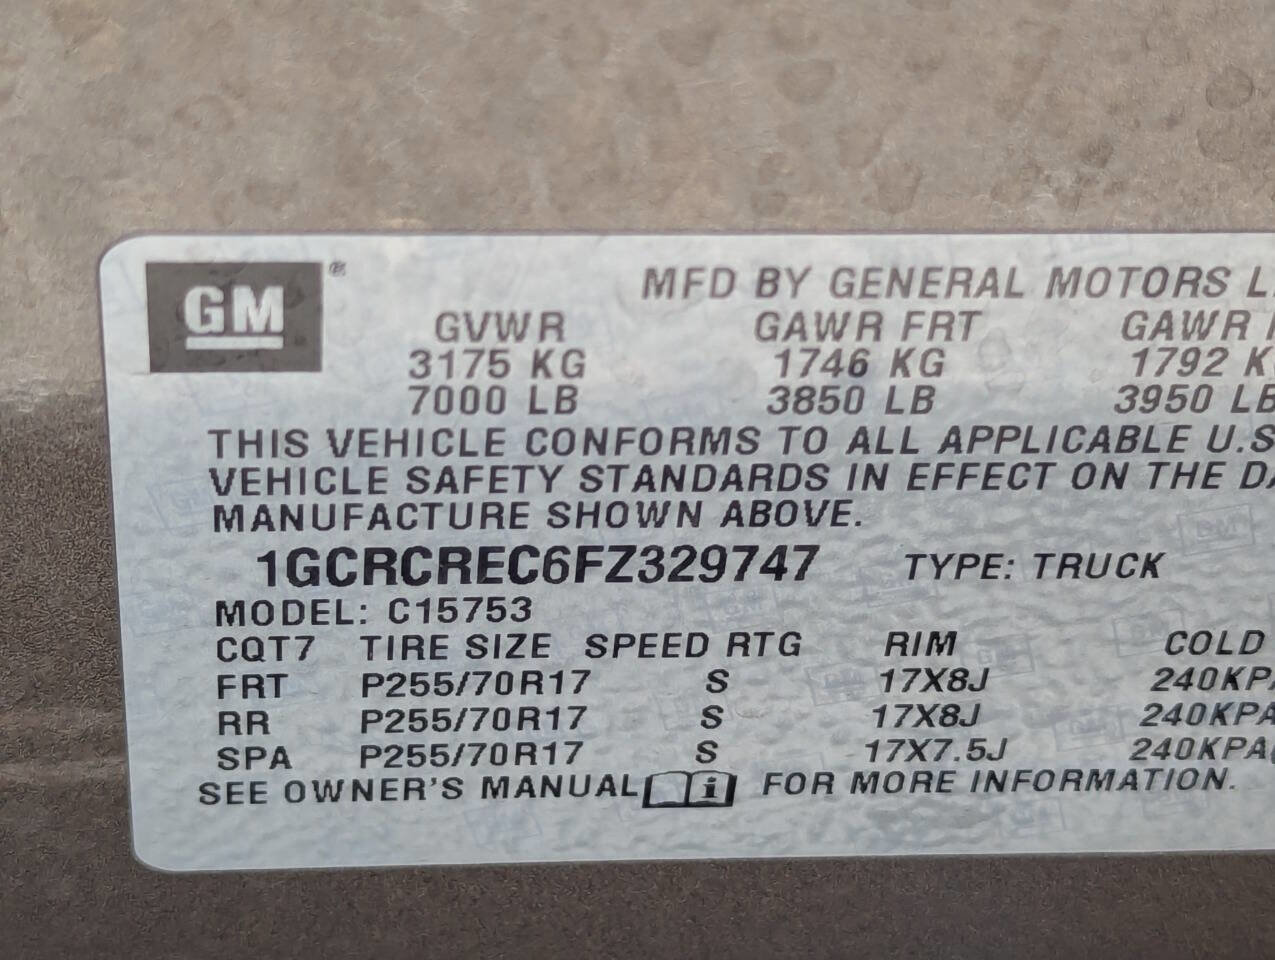 GM®
MFD BY GENERAL MOTORS
GVWR GAWR FRT GAWR
3175 KG 1746 KG 1792
7000 LB 3850 LB 3950 LB
THIS VEHICLE CONFORMS TO ALL APPLICABLE U.S
VEHICLE SAFETY STANDARDS IN EFFECT ON THE
MANUFACTURE SHOWN ABOVE.
1GCRCREC6FZ329747 TYPE: TRUCK
MODEL: C15753
CQT7 TIRE SIZE SPEED RTG RIM COLD
FRT P255/70R17 S 17X8J 240KPA
RR P255/70R17 S 17X8J 240KPA
SPA P255/70R17 S 17X7.5J 240KPA
SEE OWNER'S MANUAL i FOR MORE INFORMATION.